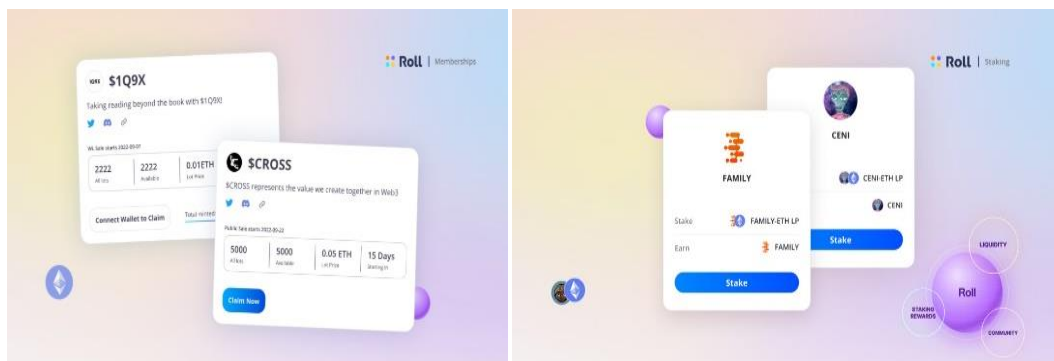 Roll | Memberships
$1Q9X
Taking reading beyond the book with $1Q9X!
WL Sale starts 2022-09-07
2222
2222
0.01ETH
All lots
Available
Lot Price
Connect Wallet to Claim
Total minted
$CROSS
$CROSS represents the value we create together in Web3
Public Sale starts 2022-09-22
5000
5000
0.05 ETH
15 Days
All lots
Available
Lot Price
Starting in
Claim Now
Roll | Staking
CENI
CENI-ETH LP
CENI
Stake
FAMILY
Stake
FAMILY-ETH LP
Earn
FAMILY
Stake
LIQUIDITY
Roll
STAKING
REWARDS
COMMUNITY